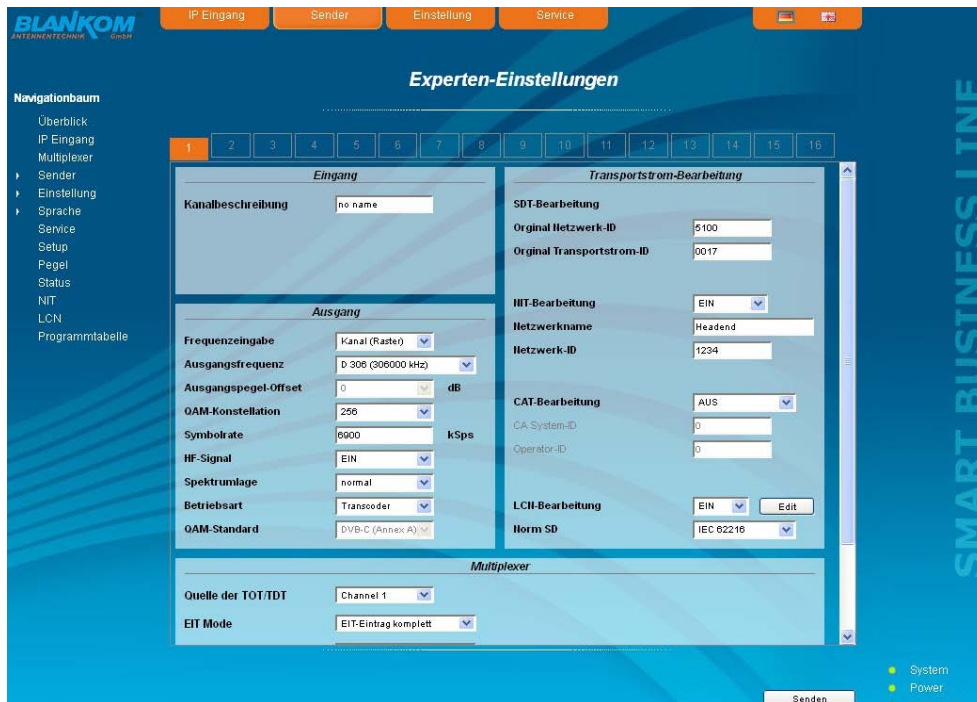 BLANKOM
ANTENNENTECHNIK GmbH
IP Eingang
Sender
Einstellung
Service
Experten-Einstellungen
Navigationbaum
Überblick
IP Eingang
Multiplexer
Sender
Einstellung
Sprache
Service
Setup
Pegel
Status
NIT
LCN
Programmtabelle
1 2 3 4 5 6 7 8 9 10 11 12 13 14 15 16
Eingang
Kanalbeschreibung no name
Ausgang
Frequenzeingabe Kanal (Raster)
Ausgangsfrequenz D 306 (306000 kHz)
Ausgangspegel-Offset 0 dB
QAM-Konstellation 256
Symbolrate 6900 kSps
HF-Signal EIN
Spektrumlage normal
Betriebsart Transcoder
QAM-Standard DVB-C (Annex A)
Transportstrom-Bearbeitung
SDT-Bearbeitung
Orginal Netzwerk-ID 5100
Orginal Transportstrom-ID 0017
NIT-Bearbeitung EIN
Netzwerkname Headend
Netzwerk-ID 1234
CAT-Bearbeitung AUS
CA System-ID 0
Operator-ID 0
LCN-Bearbeitung EIN Edit
Norm SD IEC 62216
Multiplexer
Quelle der TOT/TDT Channel 1
EIT Mode EIT-Eintrag komplett
Senden
System
Power
SMART BUSINESS LINE